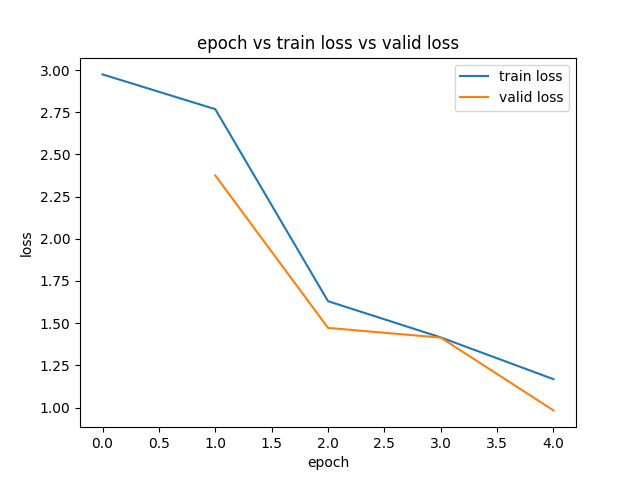 epoch vs train loss vs valid loss
train loss
valid loss
3.00
2.75
2.50
2.25
2.00
1.75
1.50
1.25
1.00
loss
0.0 0.5 1.0 1.5 2.0 2.5 3.0 3.5 4.0
epoch